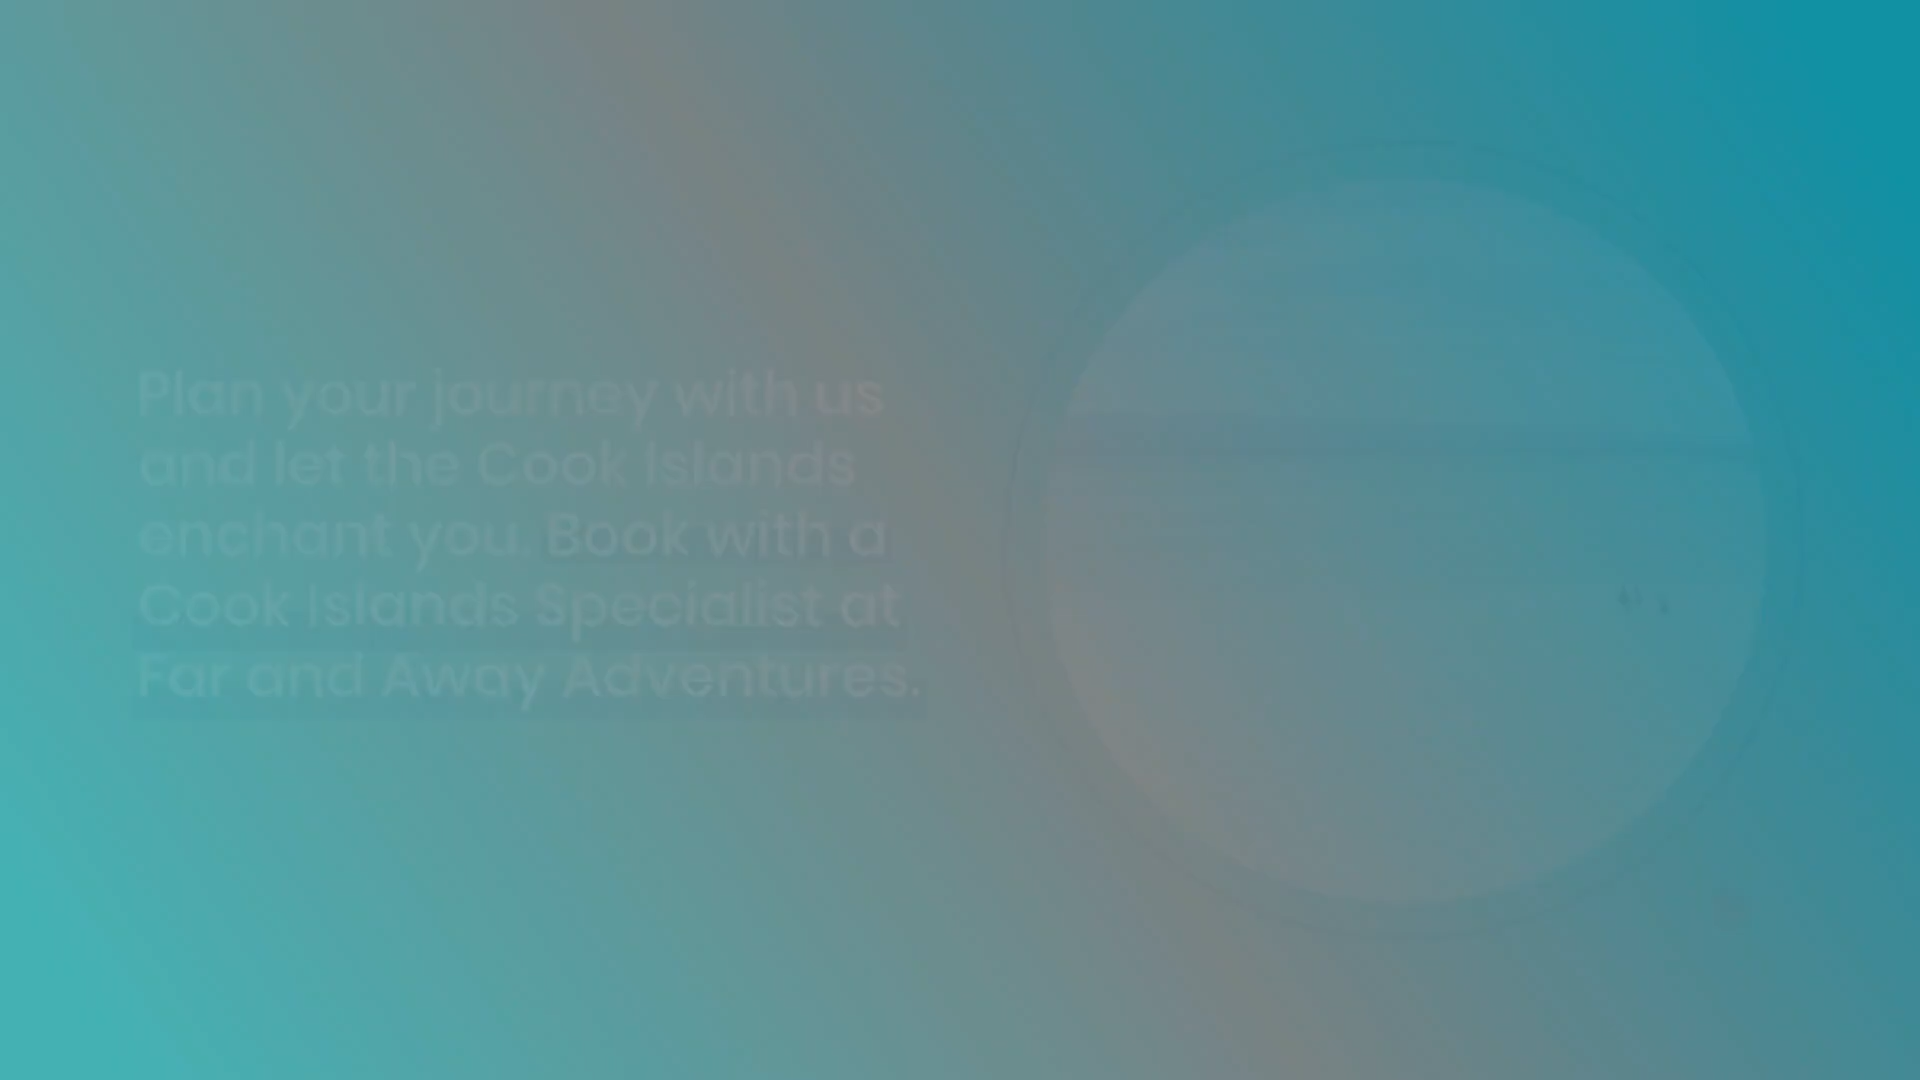 Plan your journey with us
and let the Cook Islands
enchant you. Book with a
Cook Islands Specialist at
Far and Away Adventures.